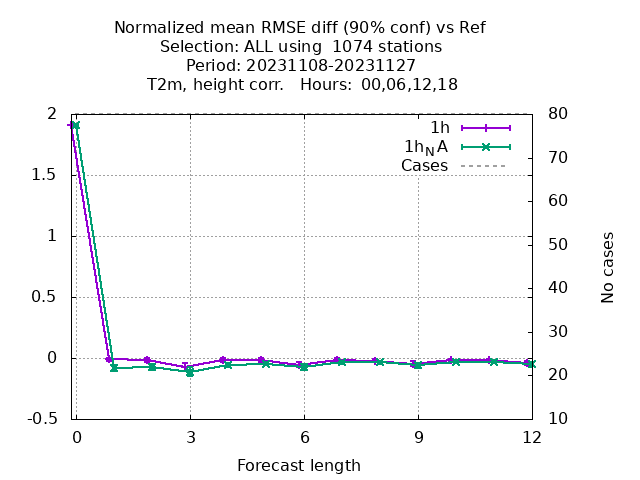 Normalized mean RMSE diff (90% conf) vs Ref
Selection: ALL using  1074 stations
Period: 20231108-20231127
T2m, height corr.   Hours:  00,06,12,18
1h
1h_NA
Cases
2
1.5
1
0.5
0
-0.5
80
70
60
50
40
30
20
10
No cases
0 3 6 9 12
Forecast length